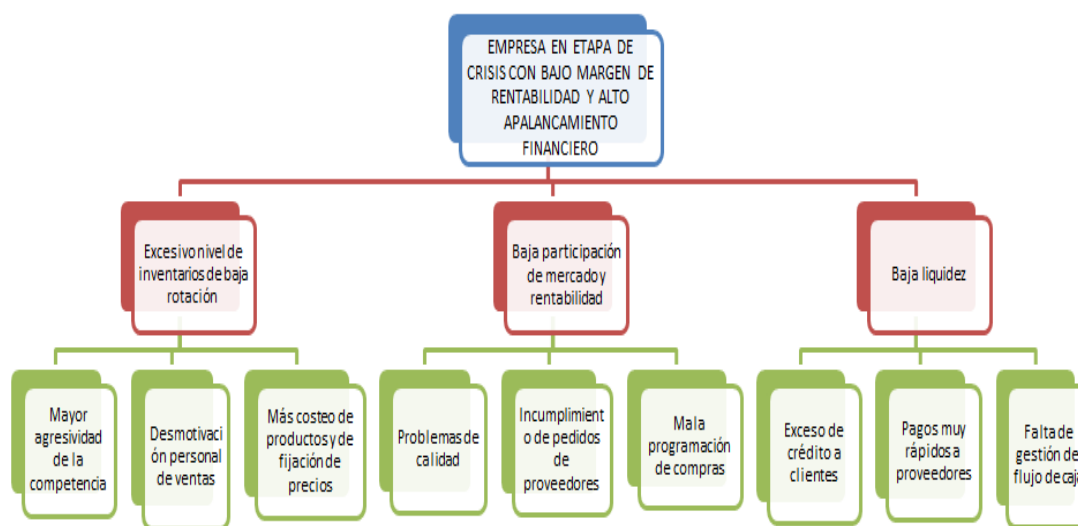 EMPRESA EN ETAPA DE
CRISIS CON BAJO MARGEN DE
RENTABILIDAD Y ALTO
APALANCAMIENTO
FINANCIERO
Excesivo nivel de
inventarios de baja
rotación
Baja participación
de mercado y
rentabilidad
Baja liquidez
Mayor
agresividad
de la
competencia
Desmotivaci
ón personal
de ventas
Más costeo de
productos y de
fijación de
precios
Problemas de
calidad
Incumplimient
o de pedidos
de
proveedores
Mala
programación
de compras
Exceso de
crédito a
clientes
Pagos muy
rápidos a
proveedores
Falta de
gestión del
flujo de caja